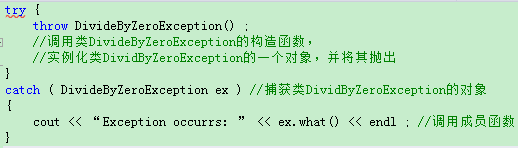 try {
throw DivideByZeroException() ;
//调用类DivideByZeroException的构造函数，
//实例化类DividByZeroException的一个对象，并将其抛出
}
catch ( DivideByZeroException ex ) //捕获类DividByZeroException的对象
{
cout << “Exception occurrs: ” << ex.what() << endl ; //调用成员函数
}